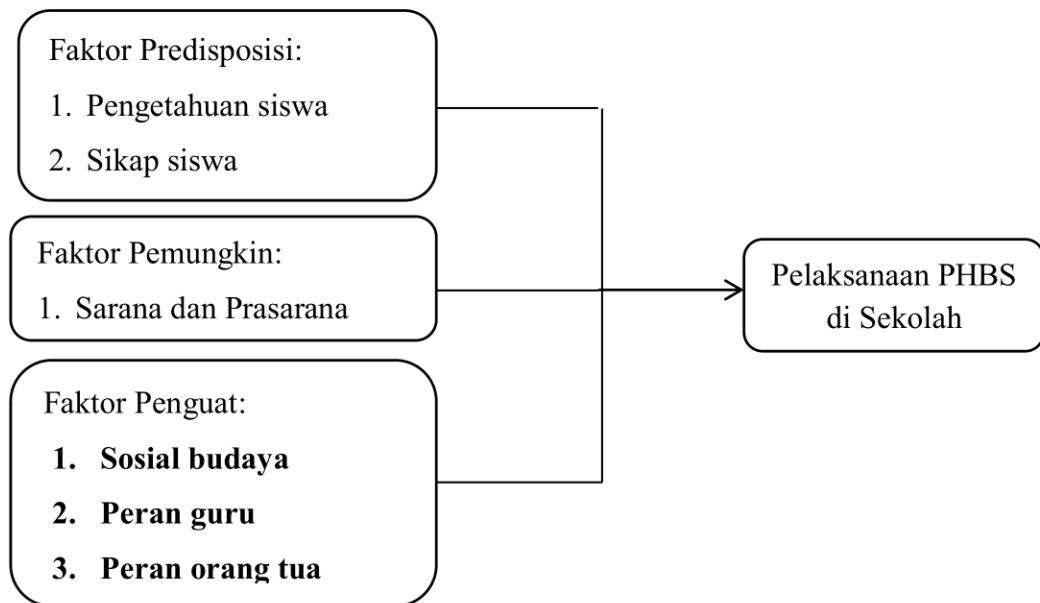 Faktor Predisposisi:
1. Pengetahuan siswa
2. Sikap siswa
Faktor Pemungkin:
1. Sarana dan Prasarana
Faktor Penguat:
1. Sosial budaya
2. Peran guru
3. Peran orang tua
Pelaksanaan PHBS
di Sekolah